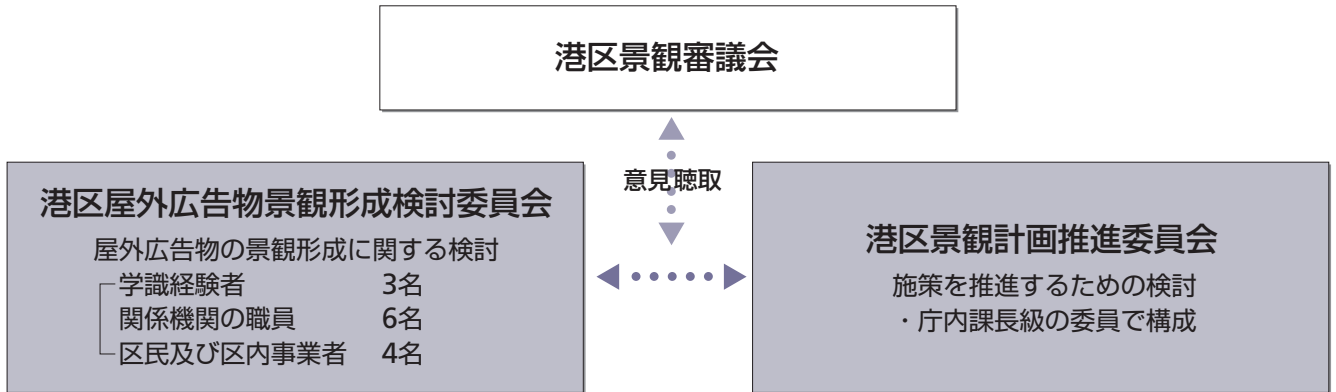 港区景観審議会
意見聴取
港区屋外広告物景観形成検討委員会
屋外広告物の景観形成に関する検討
学識経験者 3名
関係機関の職員 6名
区民及び区内事業者 4名
港区景観計画推進委員会
施策を推進するための検討
・庁内課長級の委員で構成